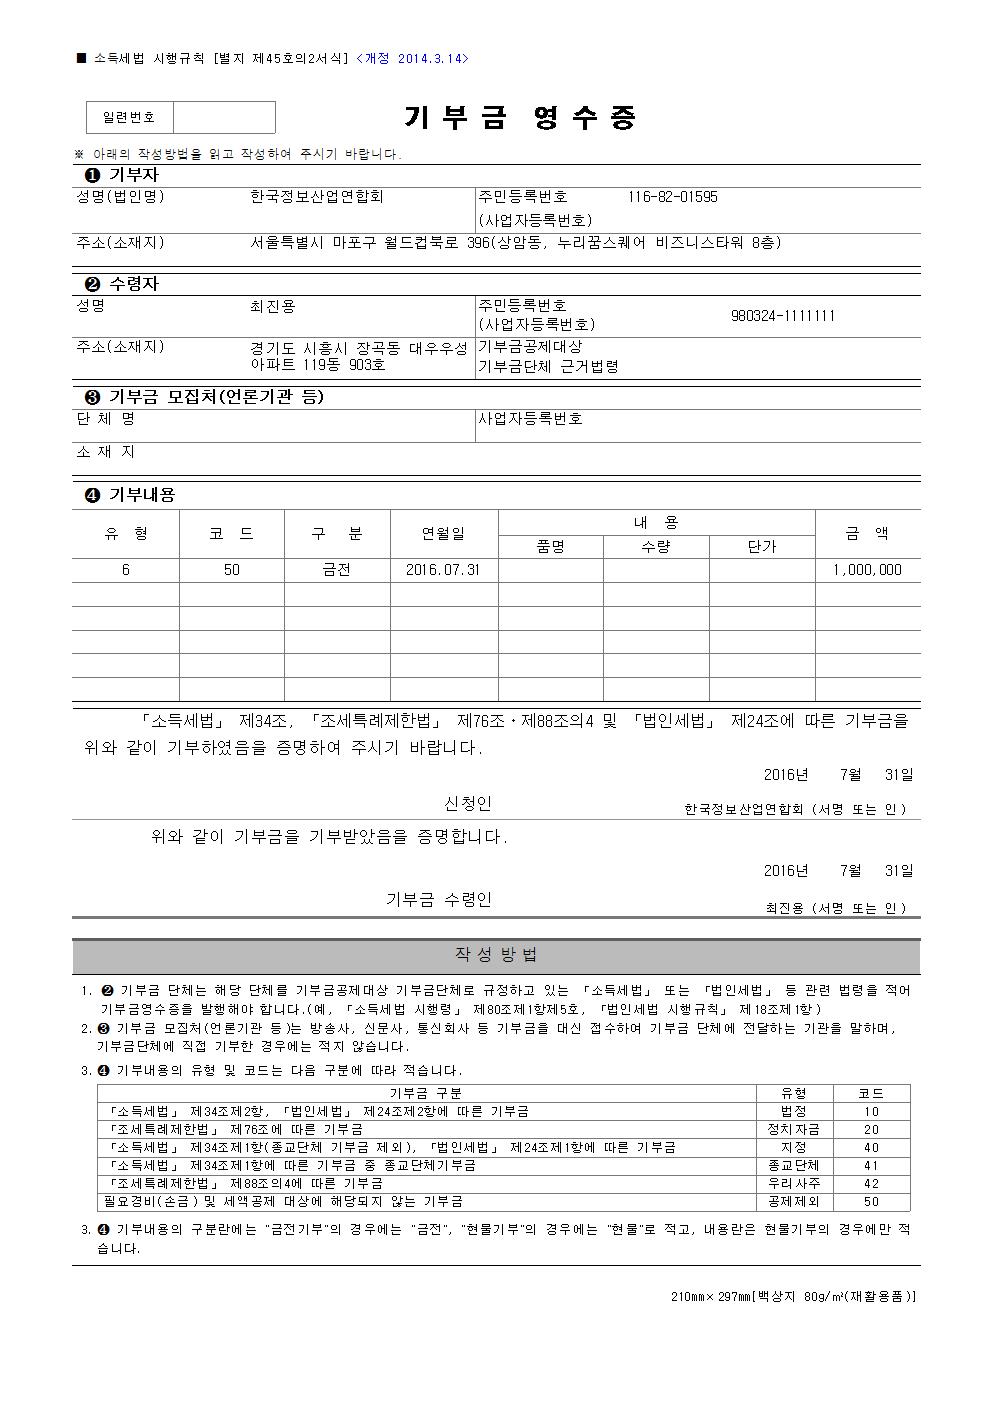 ■ 소득세법 시행규칙 [별지 제45호의2서식] <개정 2014.3.14>
일련번호
기 부 금 영 수 증
※ 아래의 작성방법을 읽고 작성하여 주시기 바랍니다.
❶ 기부자
성명(법인명) 한국정보산업연합회 주민등록번호 116-82-01595
(사업자등록번호)
주소(소재지) 서울특별시 마포구 월드컵북로 396(상암동, 누리꿈스퀘어 비즈니스타워 8층)
❷ 수령자
성명 최진용 주민등록번호
(사업자등록번호) 980324-1111111
주소(소재지) 경기도 시흥시 장곡동 대우우성 기부금공제대상
아파트 119동 903호 기부금단체 근거법령
❸ 기부금 모집처(언론기관 등)
단 체 명 사업자등록번호
소 재 지
❹ 기부내용
유 형 코 드 구 분 연월일 내 용 금 액
품명 수량 단가
6 50 금전 2016.07.31 1,000,000
「소득세법」 제34조, 「조세특례제한법」 제76조·제88조의4 및 「법인세법」 제24조에 따른 기부금을
위와 같이 기부하였음을 증명하여 주시기 바랍니다.
2016년 7월 31일
신청인 한국정보산업연합회 (서명 또는 인)
위와 같이 기부금을 기부받았음을 증명합니다.
2016년 7월 31일
기부금 수령인 최진용 (서명 또는 인)
작 성 방 법
1. ❷ 기부금 단체는 해당 단체를 기부금공제대상 기부금단체로 규정하고 있는 「소득세법」 또는 「법인세법」 등 관련 법령을 적어
기부금영수증을 발행해야 합니다.(예, 「소득세법 시행령」 제80조제1항제5호, 「법인세법 시행규칙」 제18조제1항)
2. ❸ 기부금 모집처(언론기관 등)는 방송사, 신문사, 통신회사 등 기부금을 대신 접수하여 기부금 단체에 전달하는 기관을 말하며,
기부금단체에 직접 기부한 경우에는 적지 않습니다.
3. ❹ 기부내용의 유형 및 코드는 다음 구분에 따라 적습니다.
기부금 구분 유형 코드
「소득세법」 제34조제2항, 「법인세법」 제24조제2항에 따른 기부금 법정 10
「조세특례제한법」 제76조에 따른 기부금 정치자금 20
「소득세법」 제34조제1항(종교단체 기부금 제외), 「법인세법」 제24조제1항에 따른 기부금 지정 40
「소득세법」 제34조제1항에 따른 기부금 중 종교단체기부금 종교단체 41
「조세특례제한법」 제88조의4에 따른 기부금 우리사주 42
필요경비(손금)및 세액공제 대상에 해당되지 않는 기부금 공제제외 50
3. ❹ 기부내용의 구분란에는 "금전기부"의 경우에는 "금전", "현물기부"의 경우에는 "현물"로 적고, 내용란은 현물기부의 경우에만 적
습니다.
210mm×297mm[백상지 80g/㎡(재활용품)]